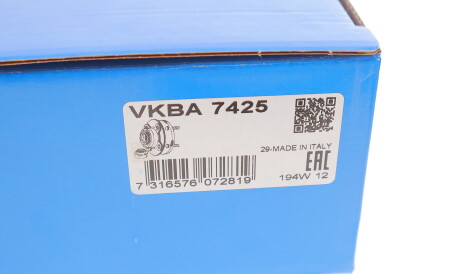 VKBA 7425
29-MADE IN ITALY
EAC
7 316576 072819
194W 12